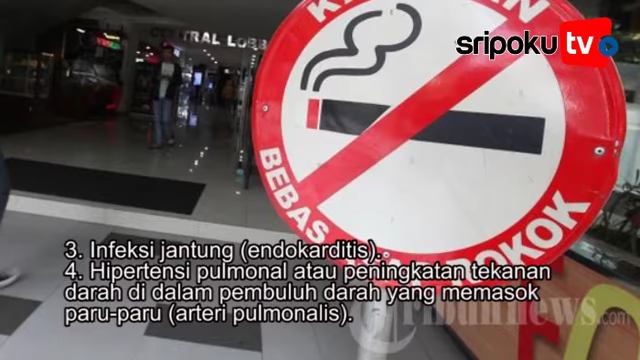 sripoku tv
CENTRAL LOBB
BEBAS ROKOK
3. Infeksi jantung (endokarditis).
4. Hipertensi pulmonal atau peningkatan tekanan
darah di dalam pembuluh darah yang memasok
paru-paru (arteri pulmonalis).
Tribunnews.com